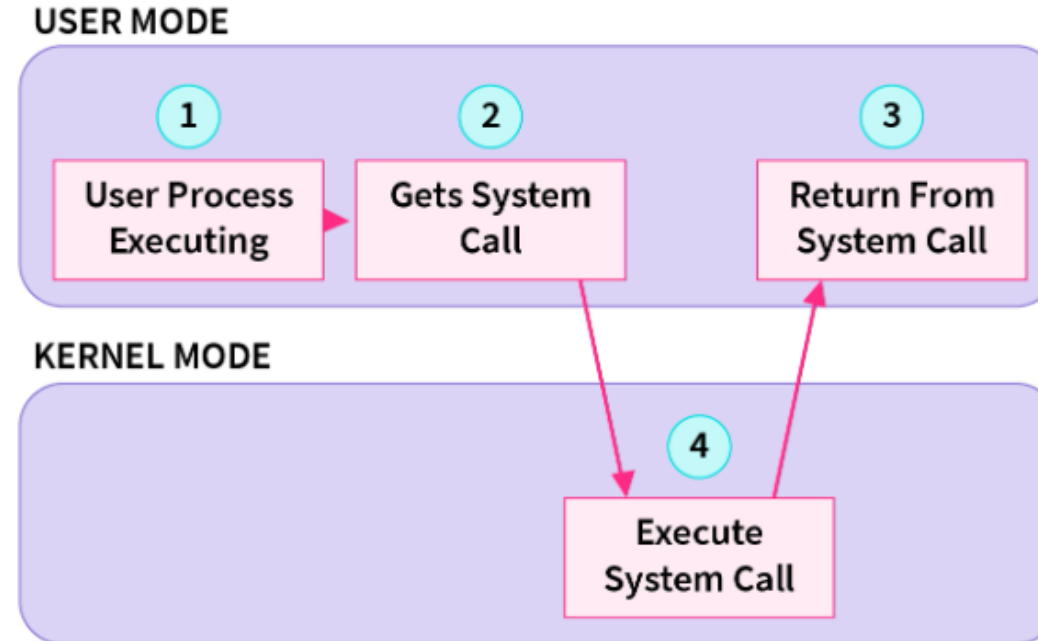 USER MODE
1
2
3
User Process
Executing
Gets System
Call
Return From
System Call
KERNEL MODE
4
Execute
System Call